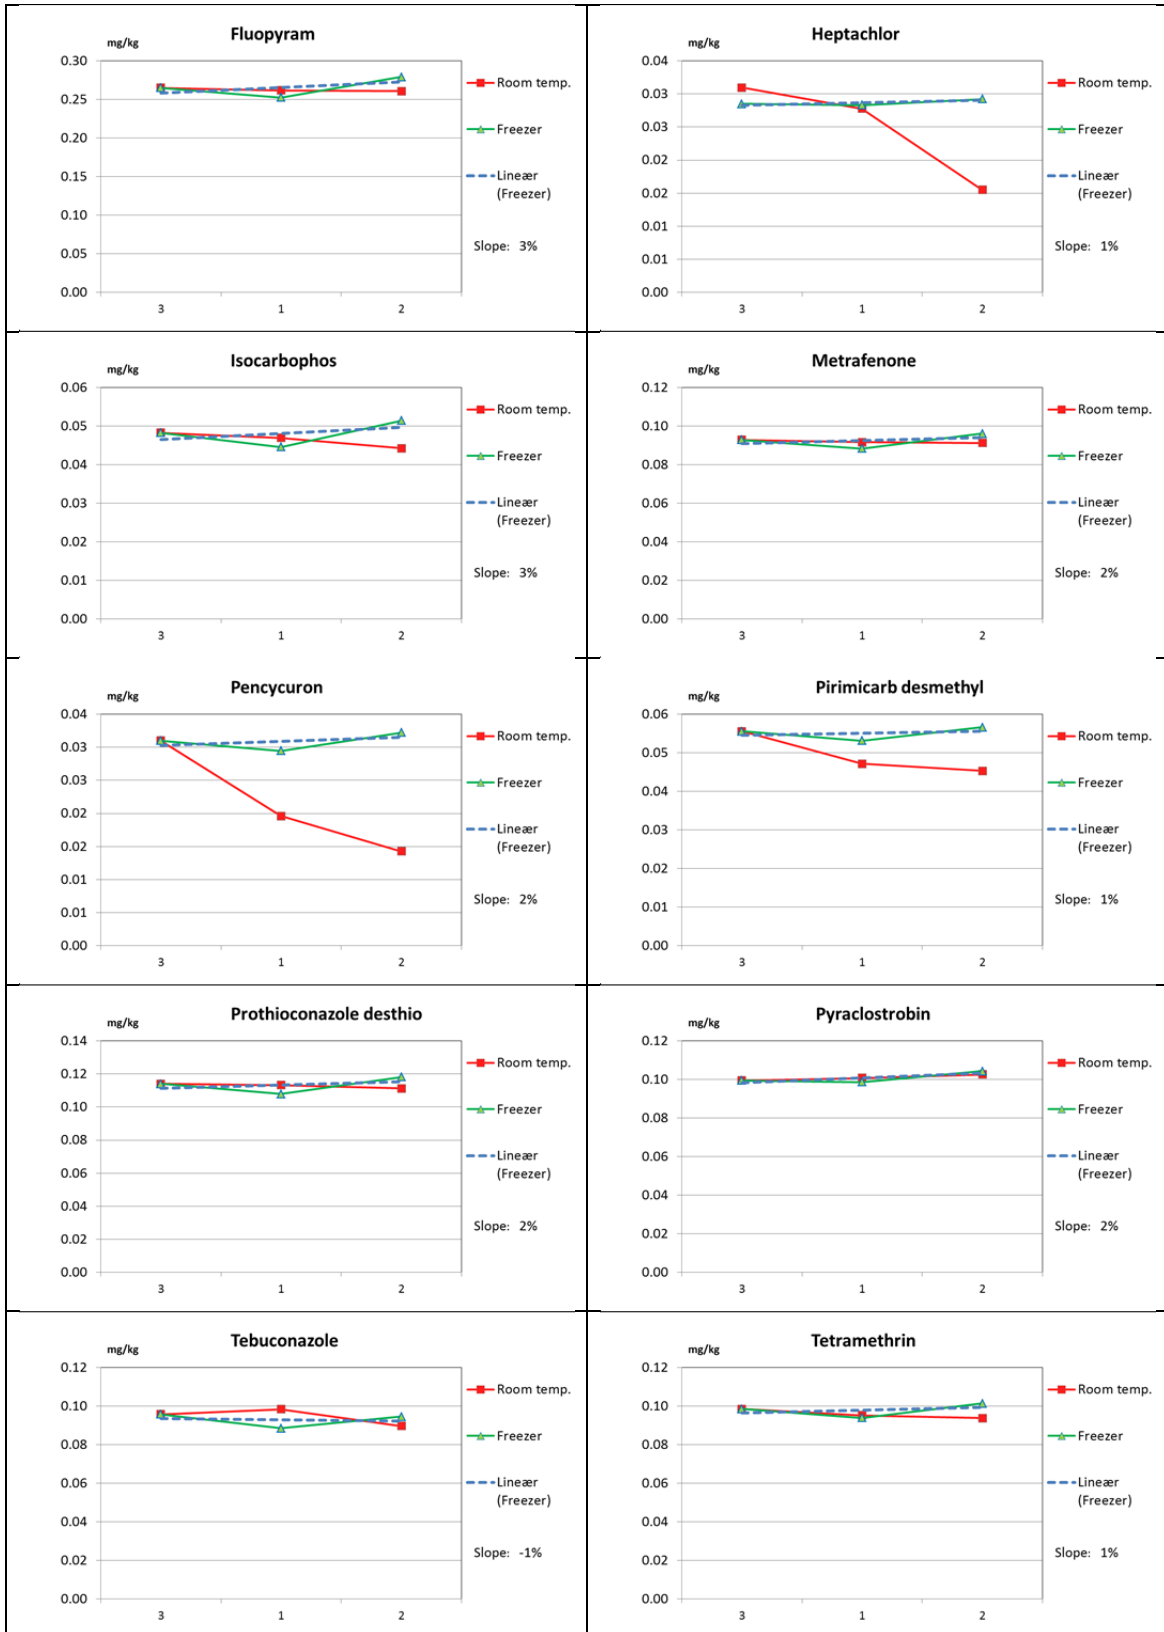 Fluopyram
mg/kg
0.30
0.25
0.20
0.15
0.10
0.05
0.00
3 1 2
Room temp.
Freezer
Lineær
(Freezer)
Slope: 3%
Heptachlor
mg/kg
0.04
0.03
0.03
0.02
0.02
0.01
0.01
0.00
3 1 2
Room temp.
Freezer
Lineær
(Freezer)
Slope: 1%
Isocarbophos
mg/kg
0.06
0.05
0.04
0.03
0.02
0.01
0.00
3 1 2
Room temp.
Freezer
Lineær
(Freezer)
Slope: 3%
Metrafenone
mg/kg
0.12
0.10
0.08
0.06
0.04
0.02
0.00
3 1 2
Room temp.
Freezer
Lineær
(Freezer)
Slope: 2%
Pencycuron
mg/kg
0.04
0.03
0.03
0.02
0.02
0.01
0.01
0.00
3 1 2
Room temp.
Freezer
Lineær
(Freezer)
Slope: 2%
Pirimicarb desmethyl
mg/kg
0.06
0.05
0.04
0.03
0.02
0.01
0.00
3 1 2
Room temp.
Freezer
Lineær
(Freezer)
Slope: 1%
Prothioconazole desthio
mg/kg
0.14
0.12
0.10
0.08
0.06
0.04
0.02
0.00
3 1 2
Room temp.
Freezer
Lineær
(Freezer)
Slope: 2%
Pyraclostrobin
mg/kg
0.12
0.10
0.08
0.06
0.04
0.02
0.00
3 1 2
Room temp.
Freezer
Lineær
(Freezer)
Slope: 2%
Tebuconazole
mg/kg
0.12
0.10
0.08
0.06
0.04
0.02
0.00
3 1 2
Room temp.
Freezer
Lineær
(Freezer)
Slope: -1%
Tetramethrin
mg/kg
0.12
0.10
0.08
0.06
0.04
0.02
0.00
3 1 2
Room temp.
Freezer
Lineær
(Freezer)
Slope: 1%